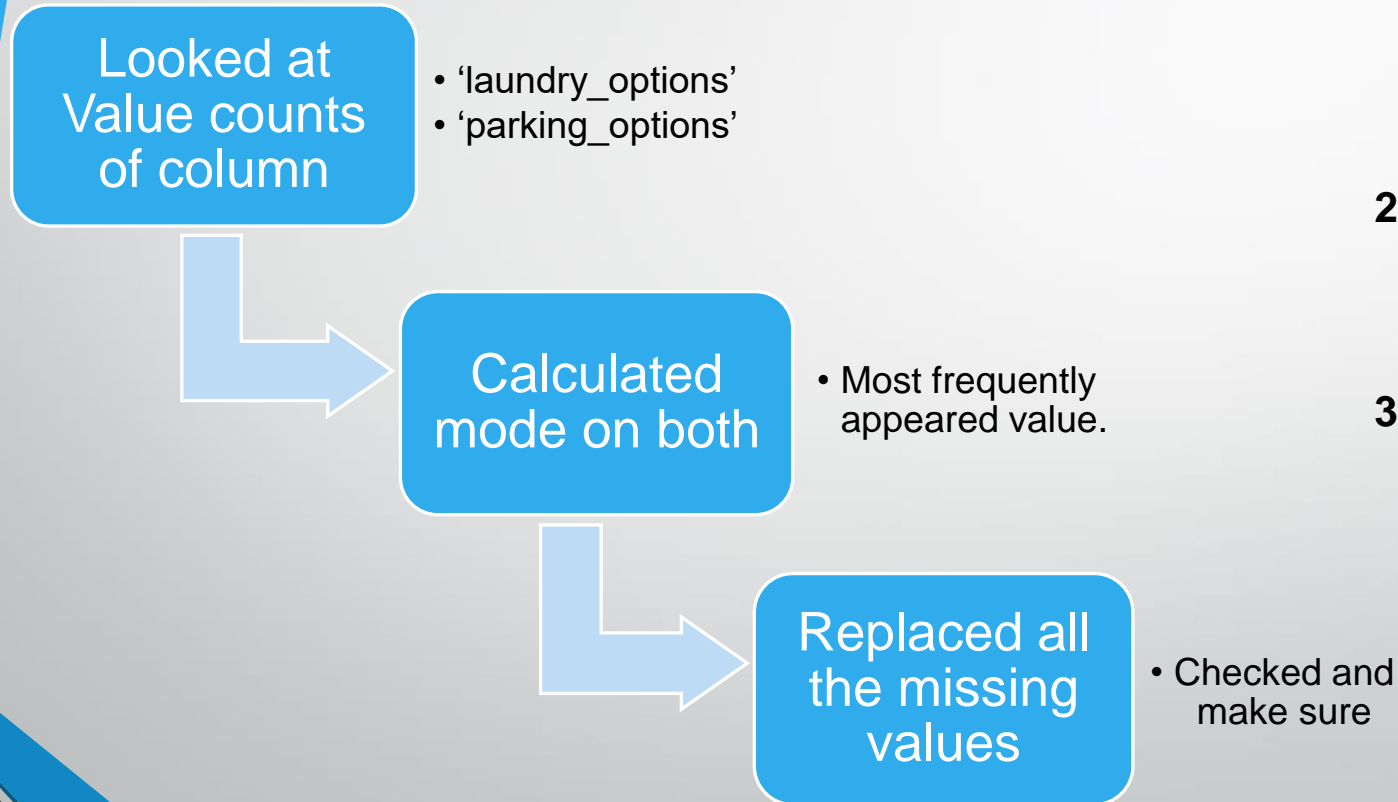 Looked at
Value counts
of column
• ‘laundry_options’
• ‘parking_options’
2
Calculated
mode on both
• Most frequently
appeared value.
3
Replaced all
the missing
values
• Checked and
make sure